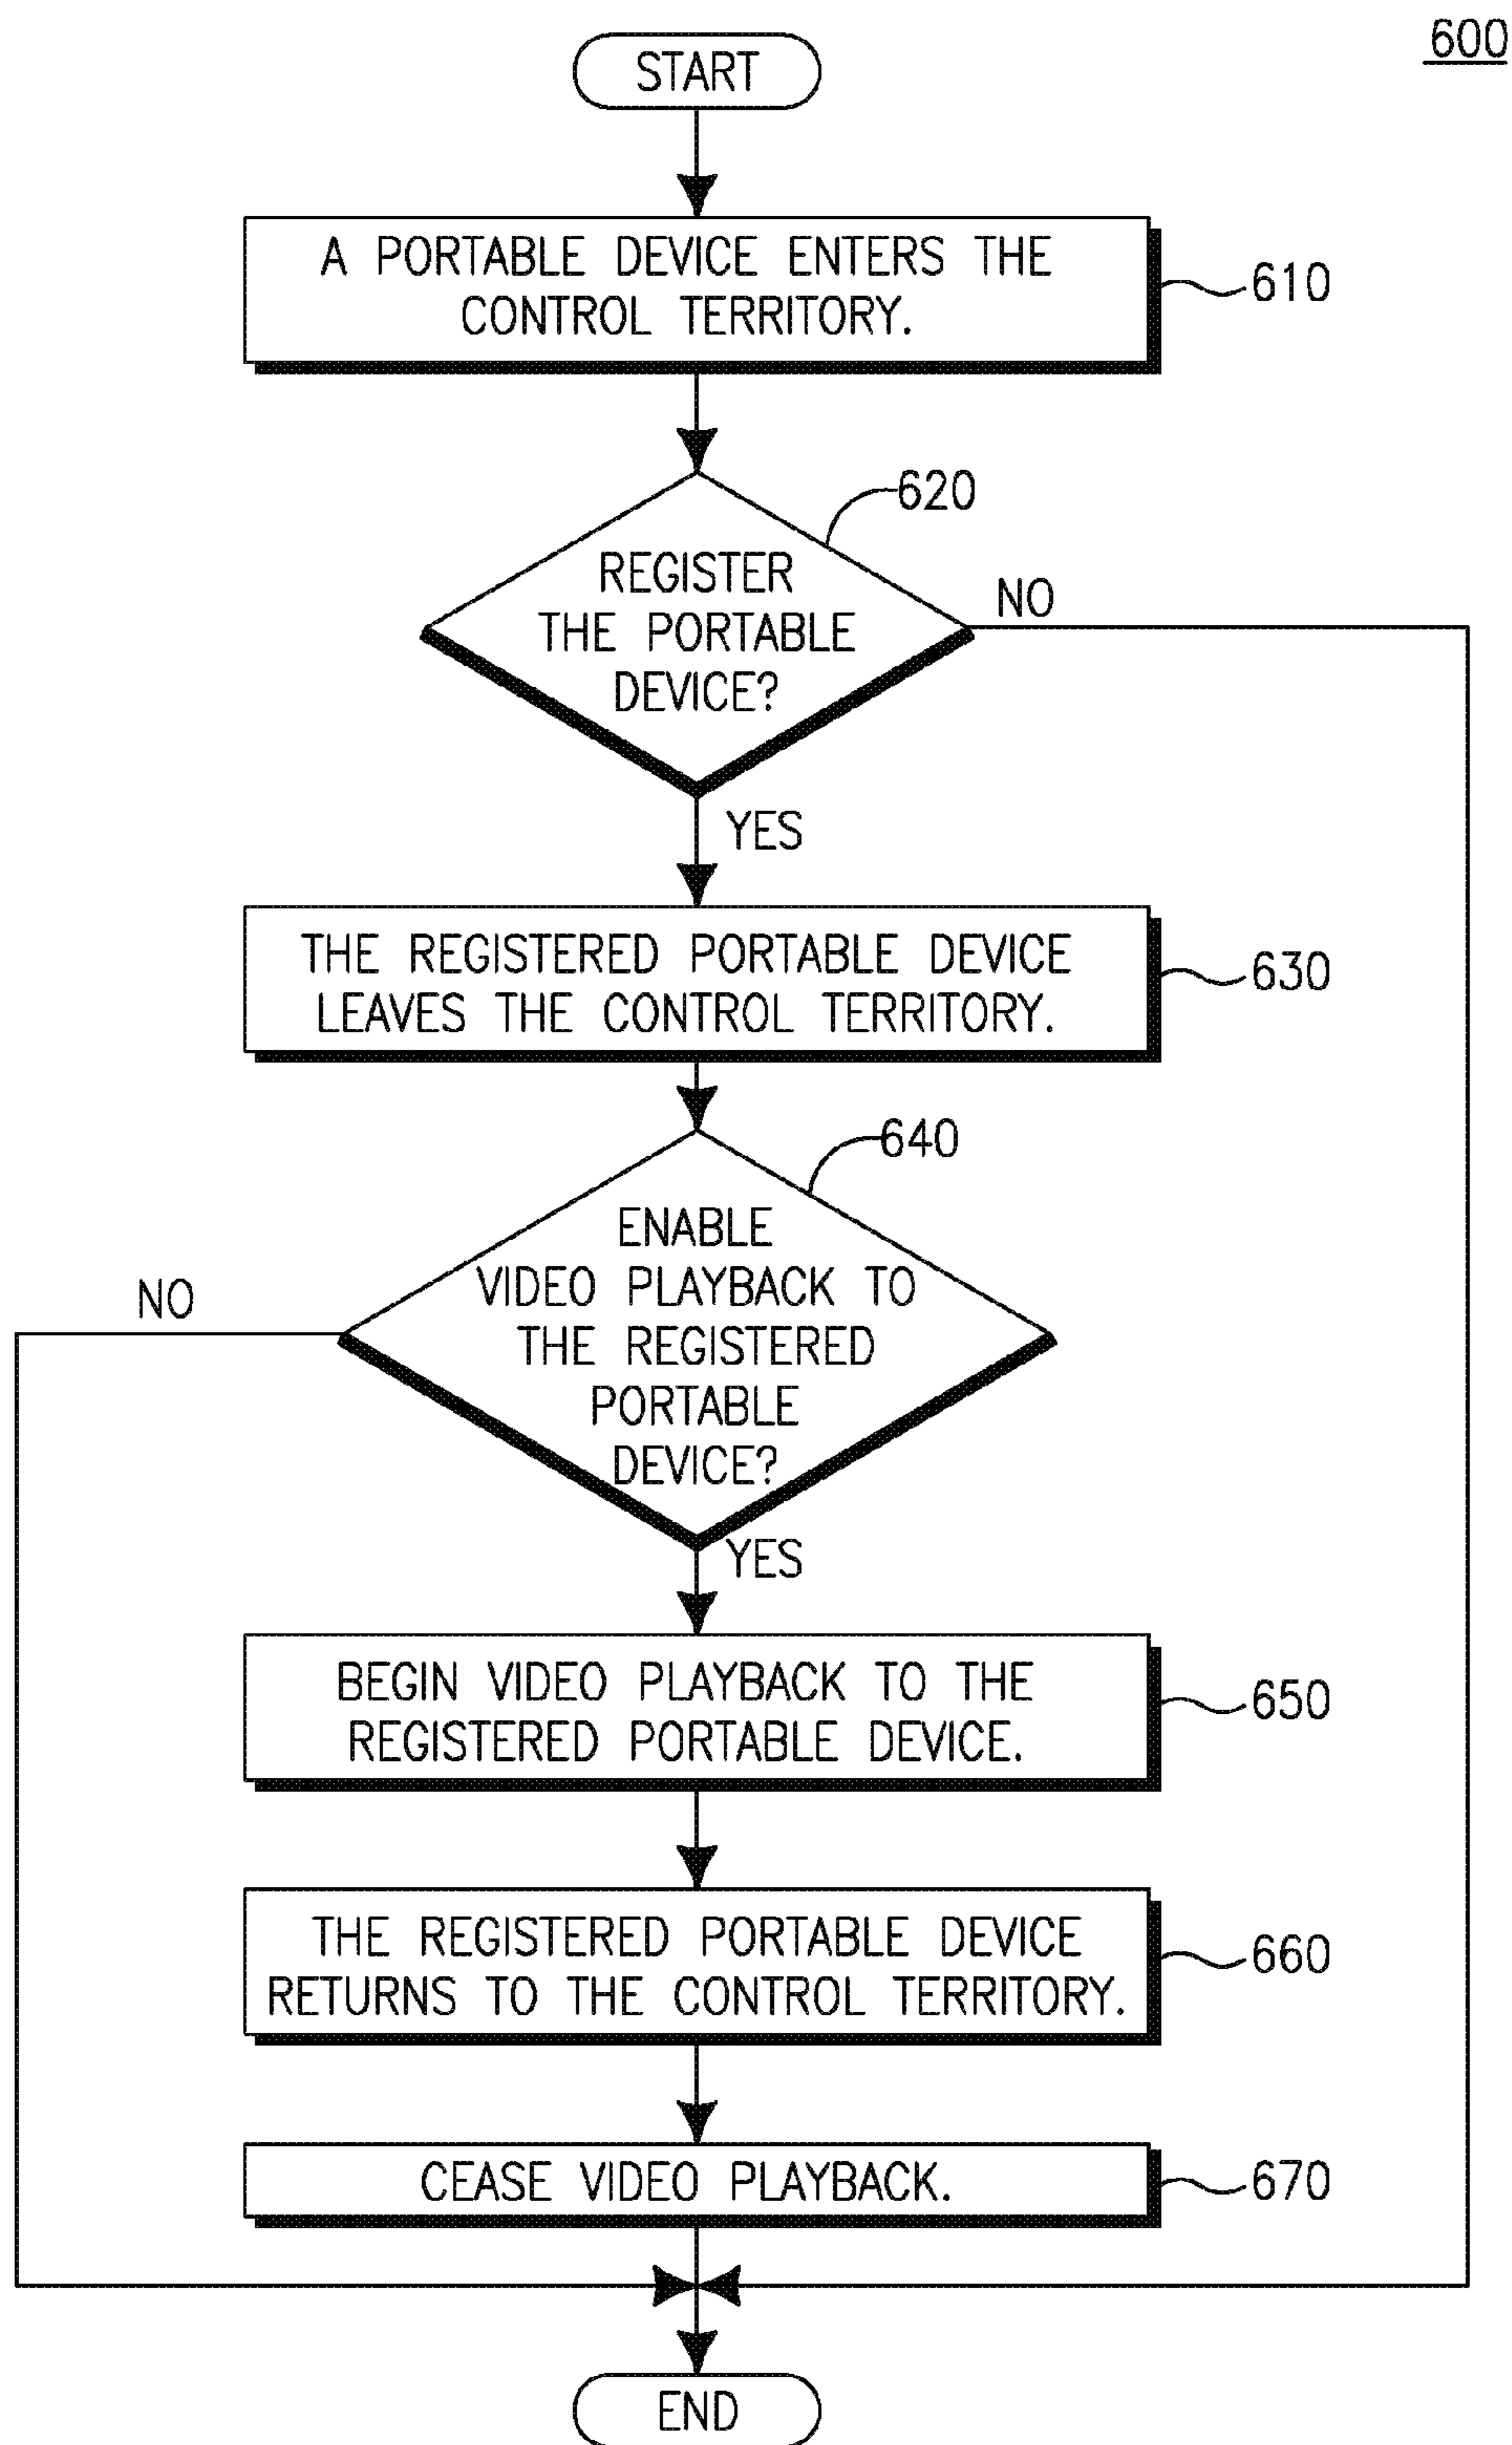 600
START
A PORTABLE DEVICE ENTERS THE
CONTROL TERRITORY.
610
620
REGISTER
THE PORTABLE
DEVICE?
NO
YES
THE REGISTERED PORTABLE DEVICE
LEAVES THE CONTROL TERRITORY.
630
640
ENABLE
VIDEO PLAYBACK TO
THE REGISTERED
PORTABLE
DEVICE?
NO
YES
BEGIN VIDEO PLAYBACK TO THE
REGISTERED PORTABLE DEVICE.
650
THE REGISTERED PORTABLE DEVICE
RETURNS TO THE CONTROL TERRITORY.
660
CEASE VIDEO PLAYBACK.
670
END